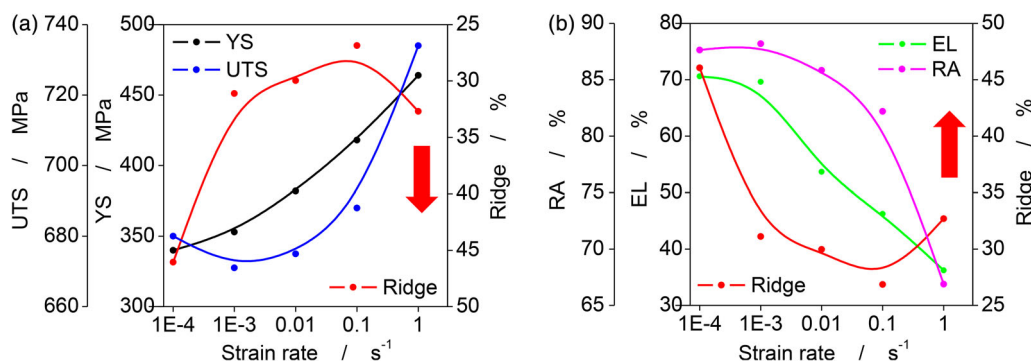 (a)
740
720
700
680
660
UTS / MPa
500
450
400
350
300
YS / MPa
YS
UTS
Ridge
25
30
35
40
45
50
Ridge / %
1E-4 1E-3 0.01 0.1 1
Strain rate / s-1
(b)
90
85
80
75
70
65
RA / %
80
70
60
50
40
30
EL / %
EL
RA
Ridge
50
45
40
35
30
25
Ridge / %
1E-4 1E-3 0.01 0.1 1
Strain rate / s-1